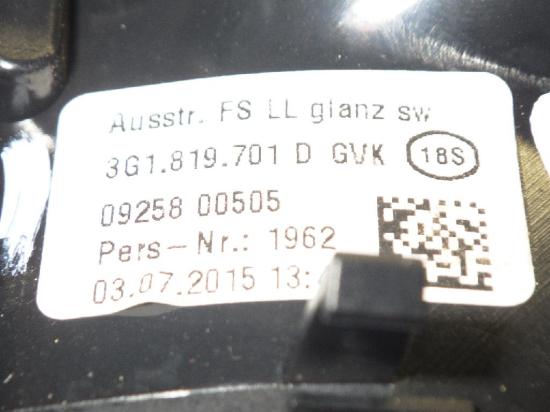 Ausstr. FS LL glanz sw
3G1.819.701 D GVK 18S
09258 00505
Pers-Nr.: 1962
03.07.2015 13: